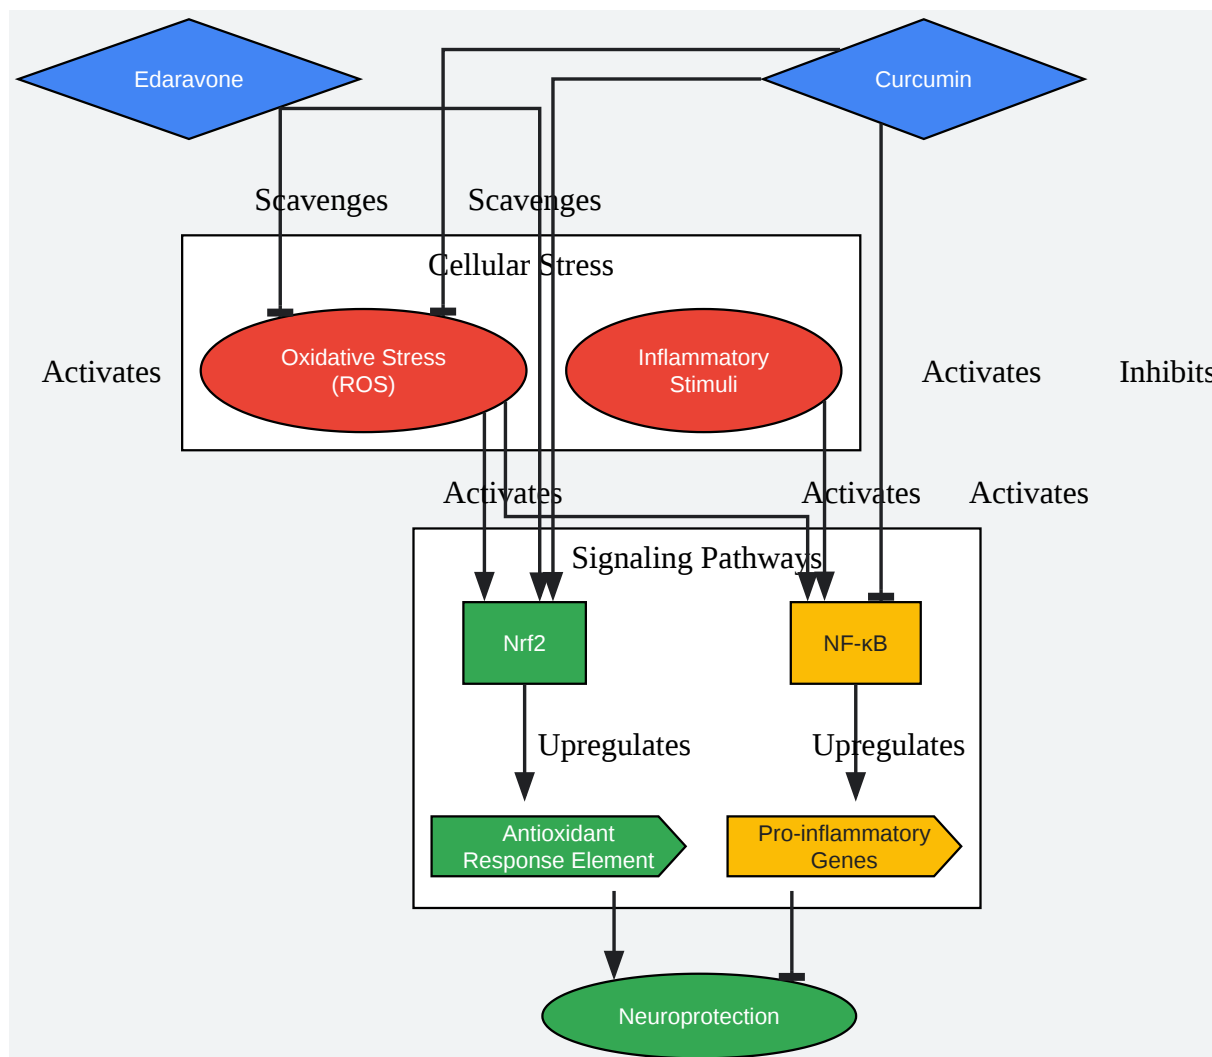 Edaravone
Curcumin
Scavenges
Scavenges
Cellular Stress
Oxidative Stress
(ROS)
Inflammatory
Stimuli
Activates
Activates
Inhibits
Activates
Activates
Activates
Signaling Pathways
Nrf2
NF-κB
Upregulates
Upregulates
Antioxidant
Response Element
Pro-inflammatory
Genes
Neuroprotection